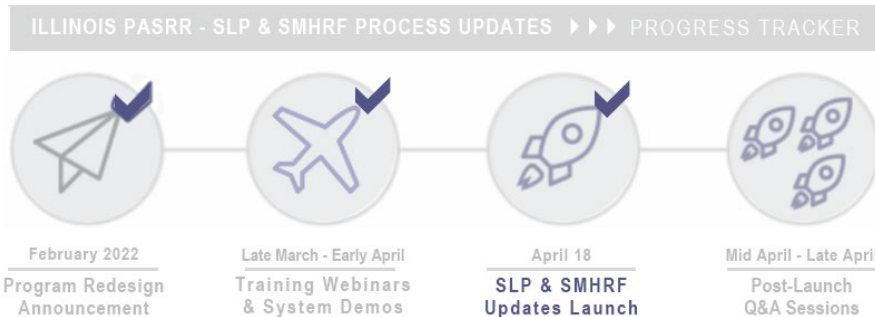 ILLINOIS PASRR - SLP & SMHRF PROCESS UPDATES PROGRESS TRACKER
February 2022
Program Redesign
Announcement
Late March - Early April
Training Webinars
& System Demos
April 18
SLP & SMHRF
Updates Launch
Mid April - Late April
Post-Launch
Q&A Sessions